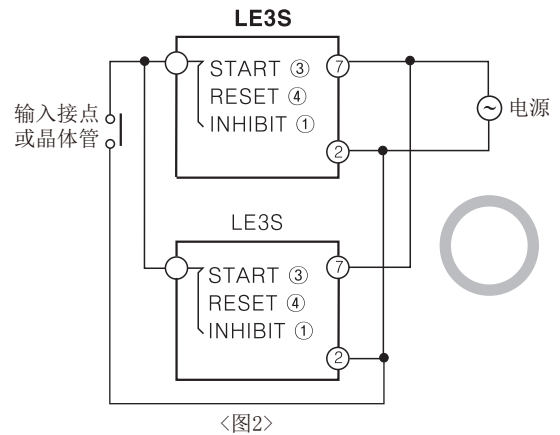 LE3S
START ③
RESET ④
INHIBIT ①
⑦
②
输入接点
或晶体管
电源
LE3S
START ③
RESET ④
INHIBIT ①
⑦
②
<图2>